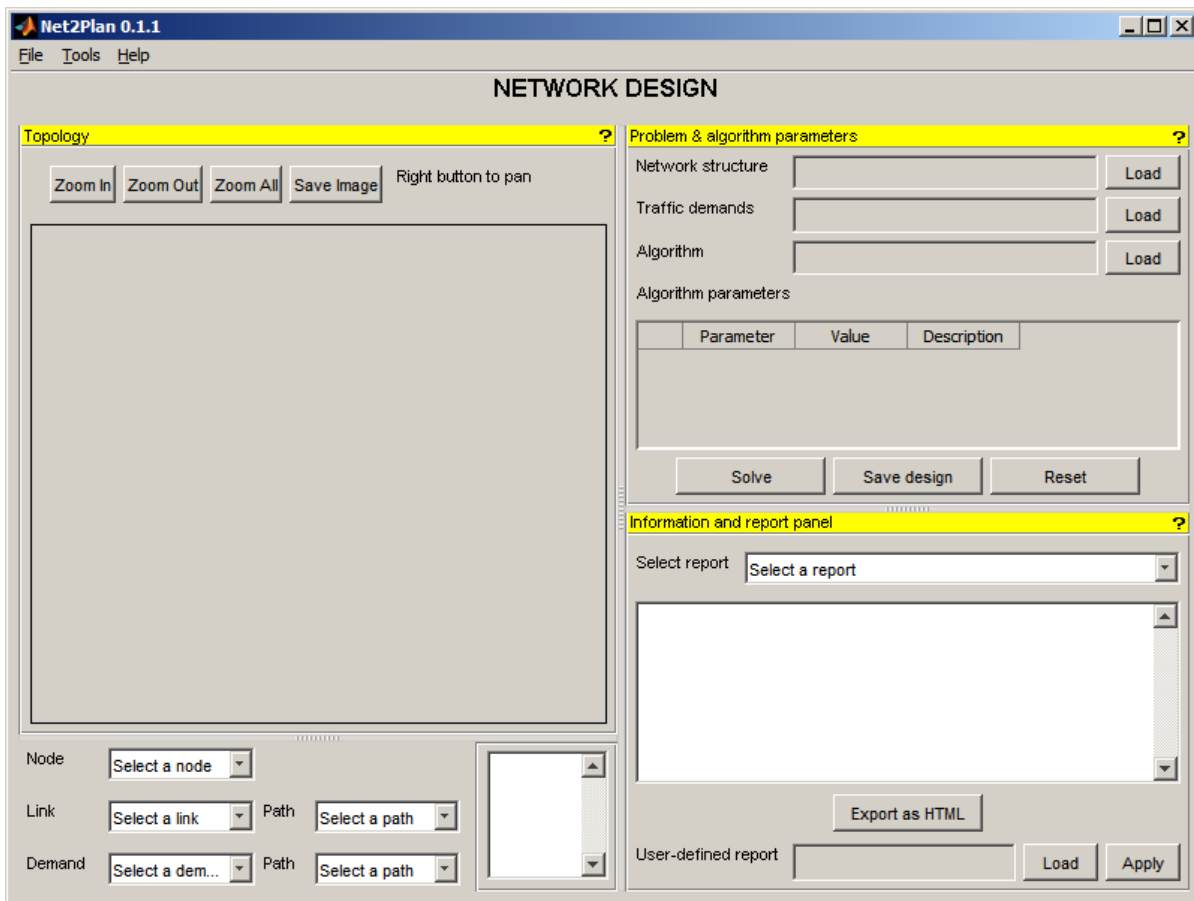 Net2Plan 0.1.1
File Tools Help
NETWORK DESIGN
Topology ?
Zoom In Zoom Out Zoom All Save Image Right button to pan
Node Select a node
Link Select a link Path Select a path
Demand Select a dem... Path Select a path
Problem & algorithm parameters ?
Network structure Load
Traffic demands Load
Algorithm Load
Algorithm parameters
Parameter Value Description
Solve Save design Reset
Information and report panel ?
Select report Select a report
Export as HTML
User-defined report Load Apply